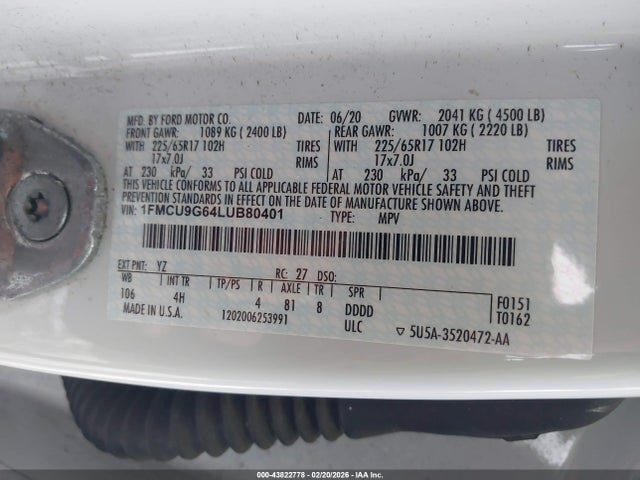 MFD. BY FORD MOTOR CO. DATE: 06/20 GVWR: 2041 KG ( 4500 LB)
FRONT GAWR: 1089 KG ( 2400 LB) REAR GAWR: 1007 KG ( 2220 LB)
WITH 225/65R17 102H TIRES WITH 225/65R17 102H TIRES
17x7.0J RIMS 17x7.0J RIMS
AT 230 kPa/ 33 PSI COLD AT 230 kPa/ 33 PSI COLD
THIS VEHICLE CONFORMS TO ALL APPLICABLE FEDERAL MOTOR VEHICLE SAFETY AND THEFT
PREVENTION STANDARDS IN EFFECT ON THE DATE OF MANUFACTURE SHOWN ABOVE.
VIN: 1FMCU9G64LUB80401 TYPE: MPV
EXT PNT: YZ RC: 27 DSO:
WB INT TR TP/PS R AXLE TR SPR
106 4H 4 81 8 DDDD F0151
MADE IN U.S.A. 1202006253991 ULC T0162
▽ 5U5A-3520472-AA
000-43822778 - 02/20/2026 - IAA Inc.